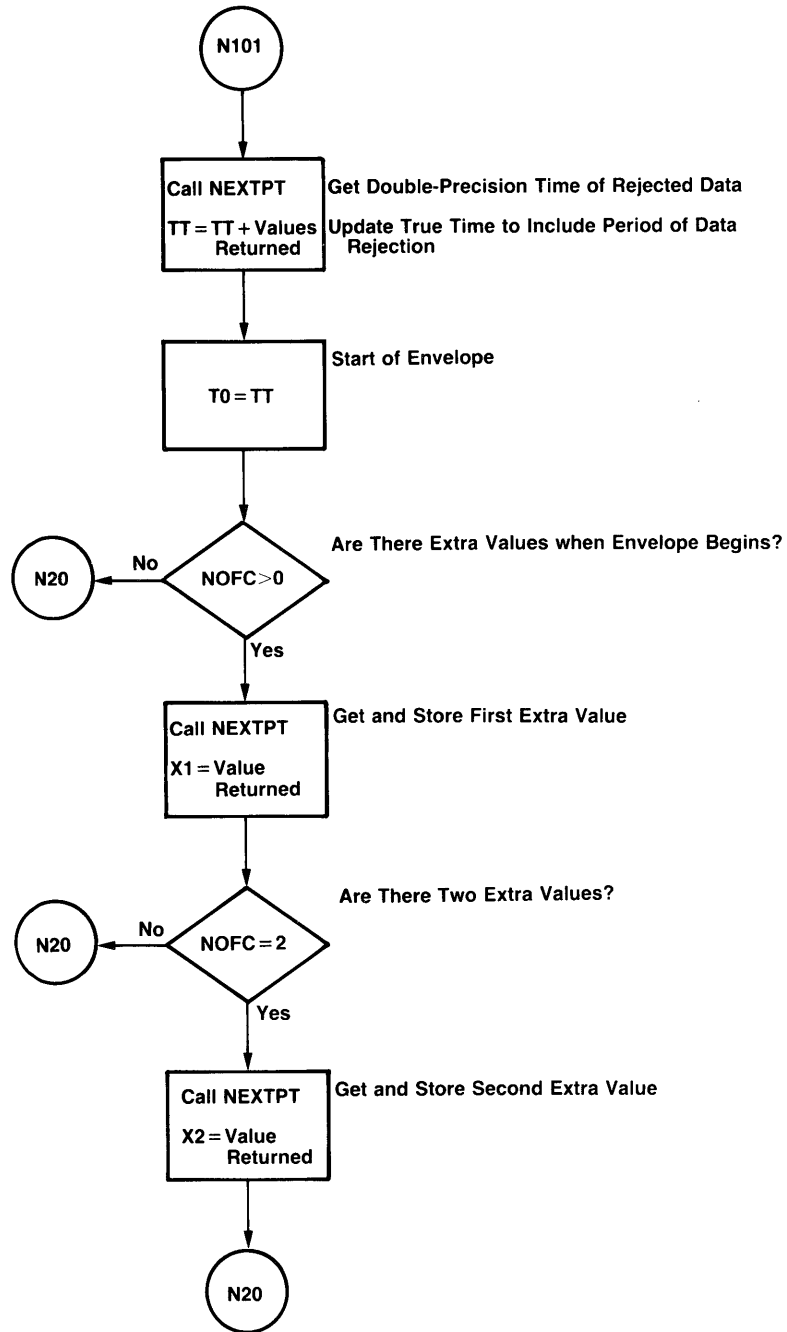 N101
Call NEXTPT
Get Double-Precision Time of Rejected Data
TT = TT + Values
Returned
Update True Time to Include Period of Data
Rejection
Start of Envelope
T0 = TT
Are There Extra Values when Envelope Begins?
NOFC>0
No
N20
Yes
Call NEXTPT
Get and Store First Extra Value
X1 = Value
Returned
Are There Two Extra Values?
NOFC = 2
No
N20
Yes
Call NEXTPT
Get and Store Second Extra Value
X2 = Value
Returned
N20